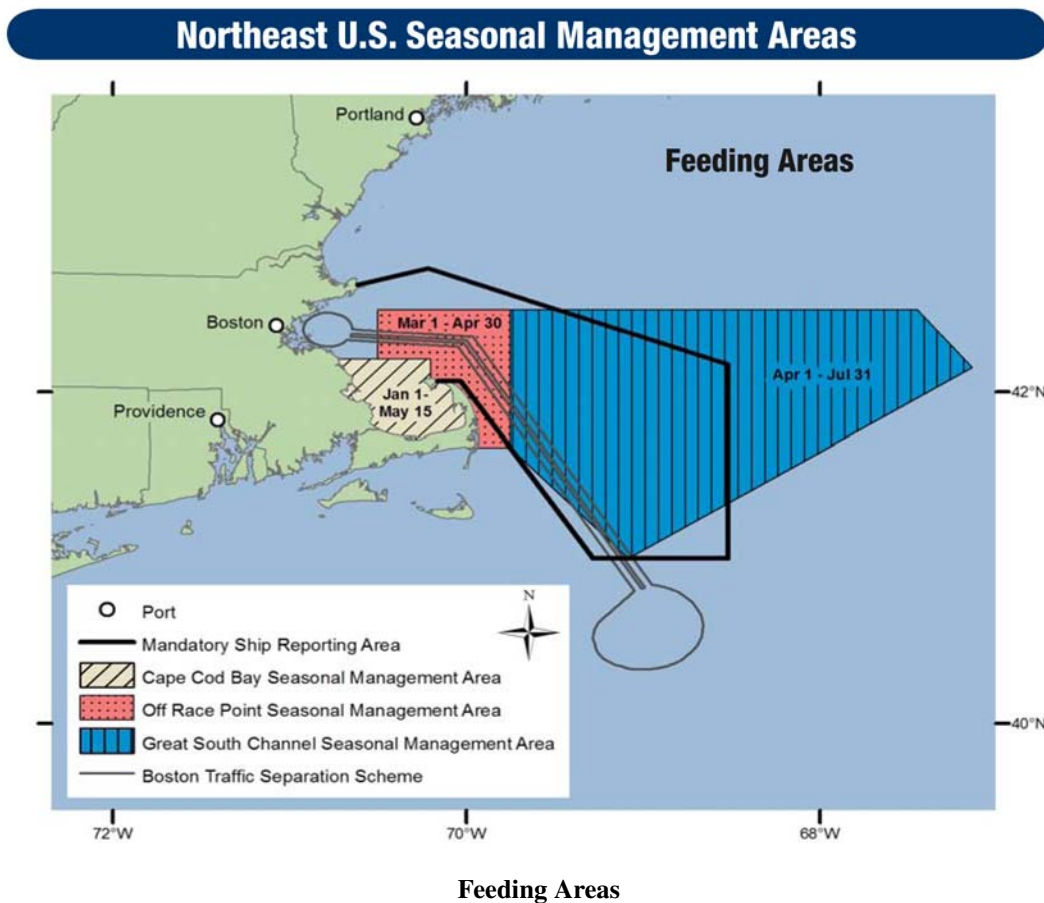 Northeast U.S. Seasonal Management Areas
Portland
Feeding Areas
Mar 1 - Apr 30
Boston
Apr 1 - Jul 31
42°N
Jan 1-
May 15
Providence
N
Port
Mandatory Ship Reporting Area
Cape Cod Bay Seasonal Management Area
Off Race Point Seasonal Management Area
Great South Channel Seasonal Management Area
Boston Traffic Separation Scheme
40°N
72°W
70°W
68°W
Feeding Areas